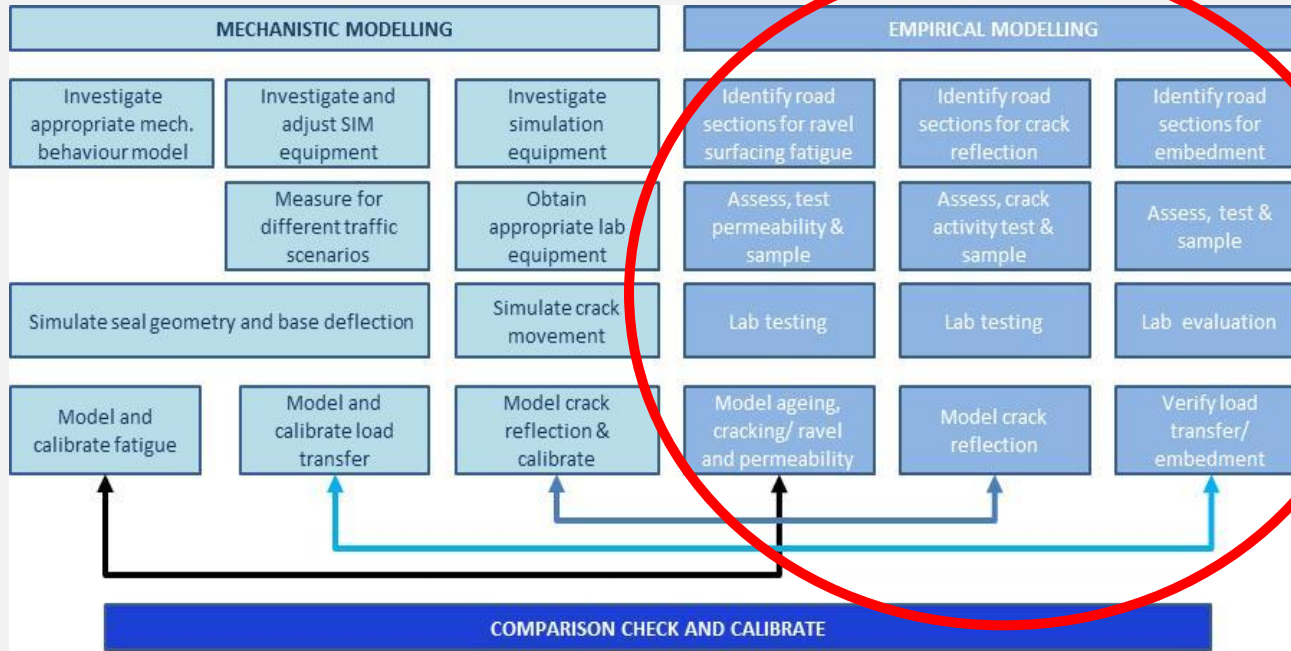 MECHANISTIC MODELLING
EMPIRICAL MODELLING
Investigate
appropriate mech.
behaviour model
Investigate and
adjust SIM
equipment
Investigate
simulation
equipment
Identify road
sections for ravel
surfacing fatigue
Identify road
sections for crack
reflection
Identify road
sections for
embedment
Measure for
different traffic
scenarios
Obtain
appropriate lab
equipment
Assess, test
permeability &
sample
Assess, crack
activity test &
sample
Assess, test &
sample
Simulate seal geometry and base deflection
Simulate crack
movement
Lab testing
Lab testing
Lab evaluation
Model and
calibrate fatigue
Model and
calibrate load
transfer
Model crack
reflection &
calibrate
Model ageing,
cracking/ ravel
and permeability
Model crack
reflection
Verify load
transfer/
embedment
COMPARISON CHECK AND CALIBRATE